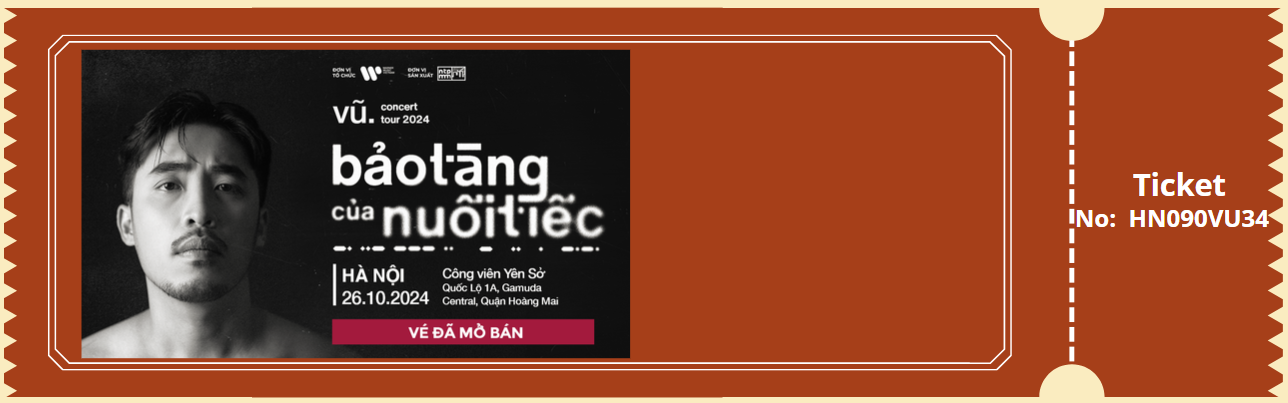 ĐƠN VỊ
TỔ CHỨC
ĐƠN VỊ
SẢN XUẤT
vũ. concert
tour 2024
bảo tàng
của nuối tiếc
HÀ NỘI
26.10.2024
Công viên Yên Sở
Quốc Lộ 1A, Gamuda
Central, Quận Hoàng Mai
VÉ ĐÃ MỞ BÁN
Ticket
No: HN090VU34